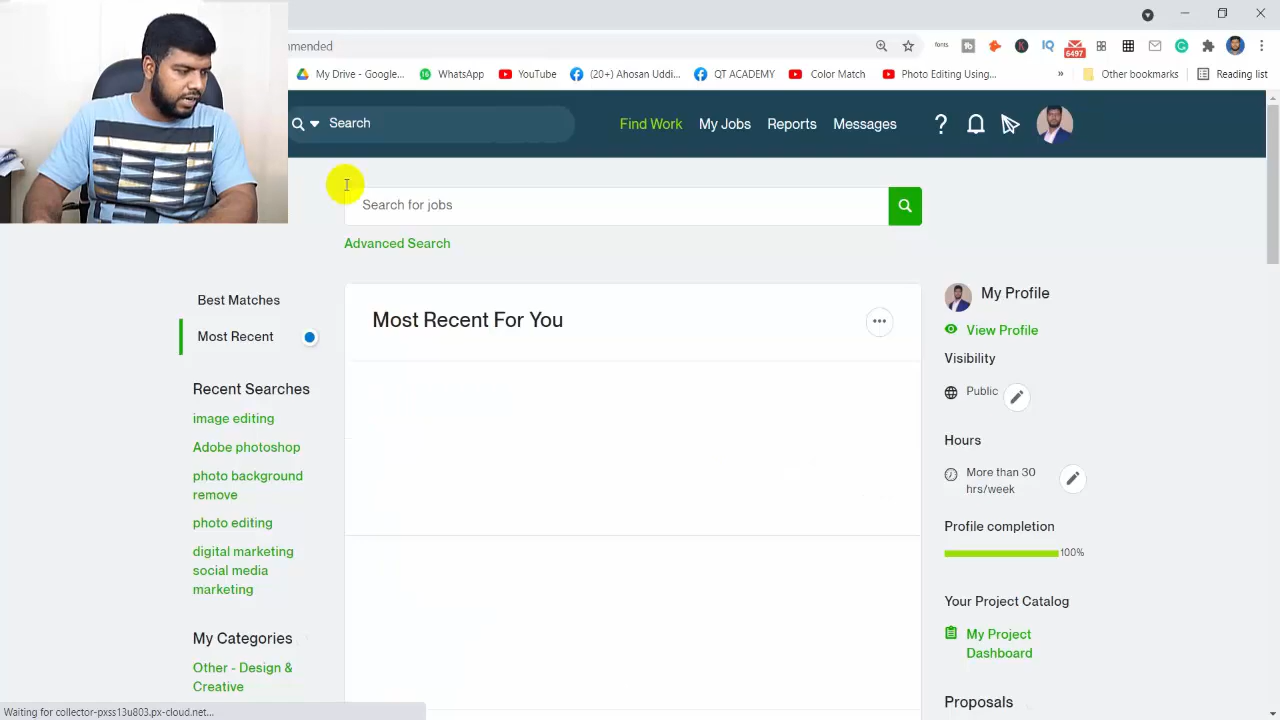 mmended
fonts
IQ
6497
My Drive - Google...
WhatsApp
YouTube
(20+) Ahosan Uddi...
QT ACADEMY
Color Match
Photo Editing Using...
»
Other bookmarks
Reading list
Search
Find Work
My Jobs
Reports
Messages
?
Search for jobs
Advanced Search
Best Matches
Most Recent
Recent Searches
image editing
Adobe photoshop
photo background
remove
photo editing
digital marketing
social media
marketing
My Categories
Other - Design &
Creative
Most Recent For You
My Profile
View Profile
Visibility
Public
Hours
More than 30
hrs/week
Profile completion
100%
Your Project Catalog
My Project
Dashboard
Proposals
Waiting for collector-pxss13u803.px-cloud.net...